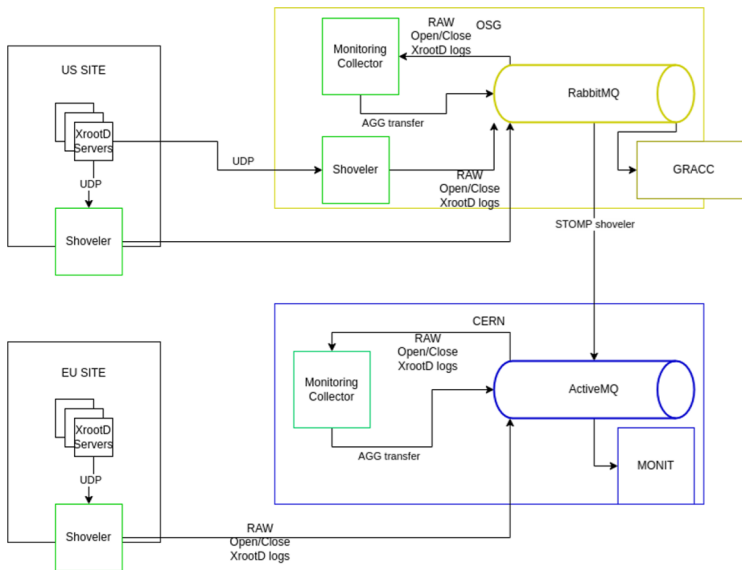 RAW
Open/Close
XrootD logs
OSG
Monitoring
Collector
RabbitMQ
AGG transfer
US SITE
XrootD
Servers
UDP
UDP
Shoveler
RAW
Open/Close
XrootD logs
GRACC
Shoveler
STOMP shoveler
CERN
RAW
Open/Close
XrootD logs
Monitoring
Collector
ActiveMQ
AGG transfer
MONIT
EU SITE
XrootD
Servers
UDP
Shoveler
RAW
Open/Close
XrootD logs